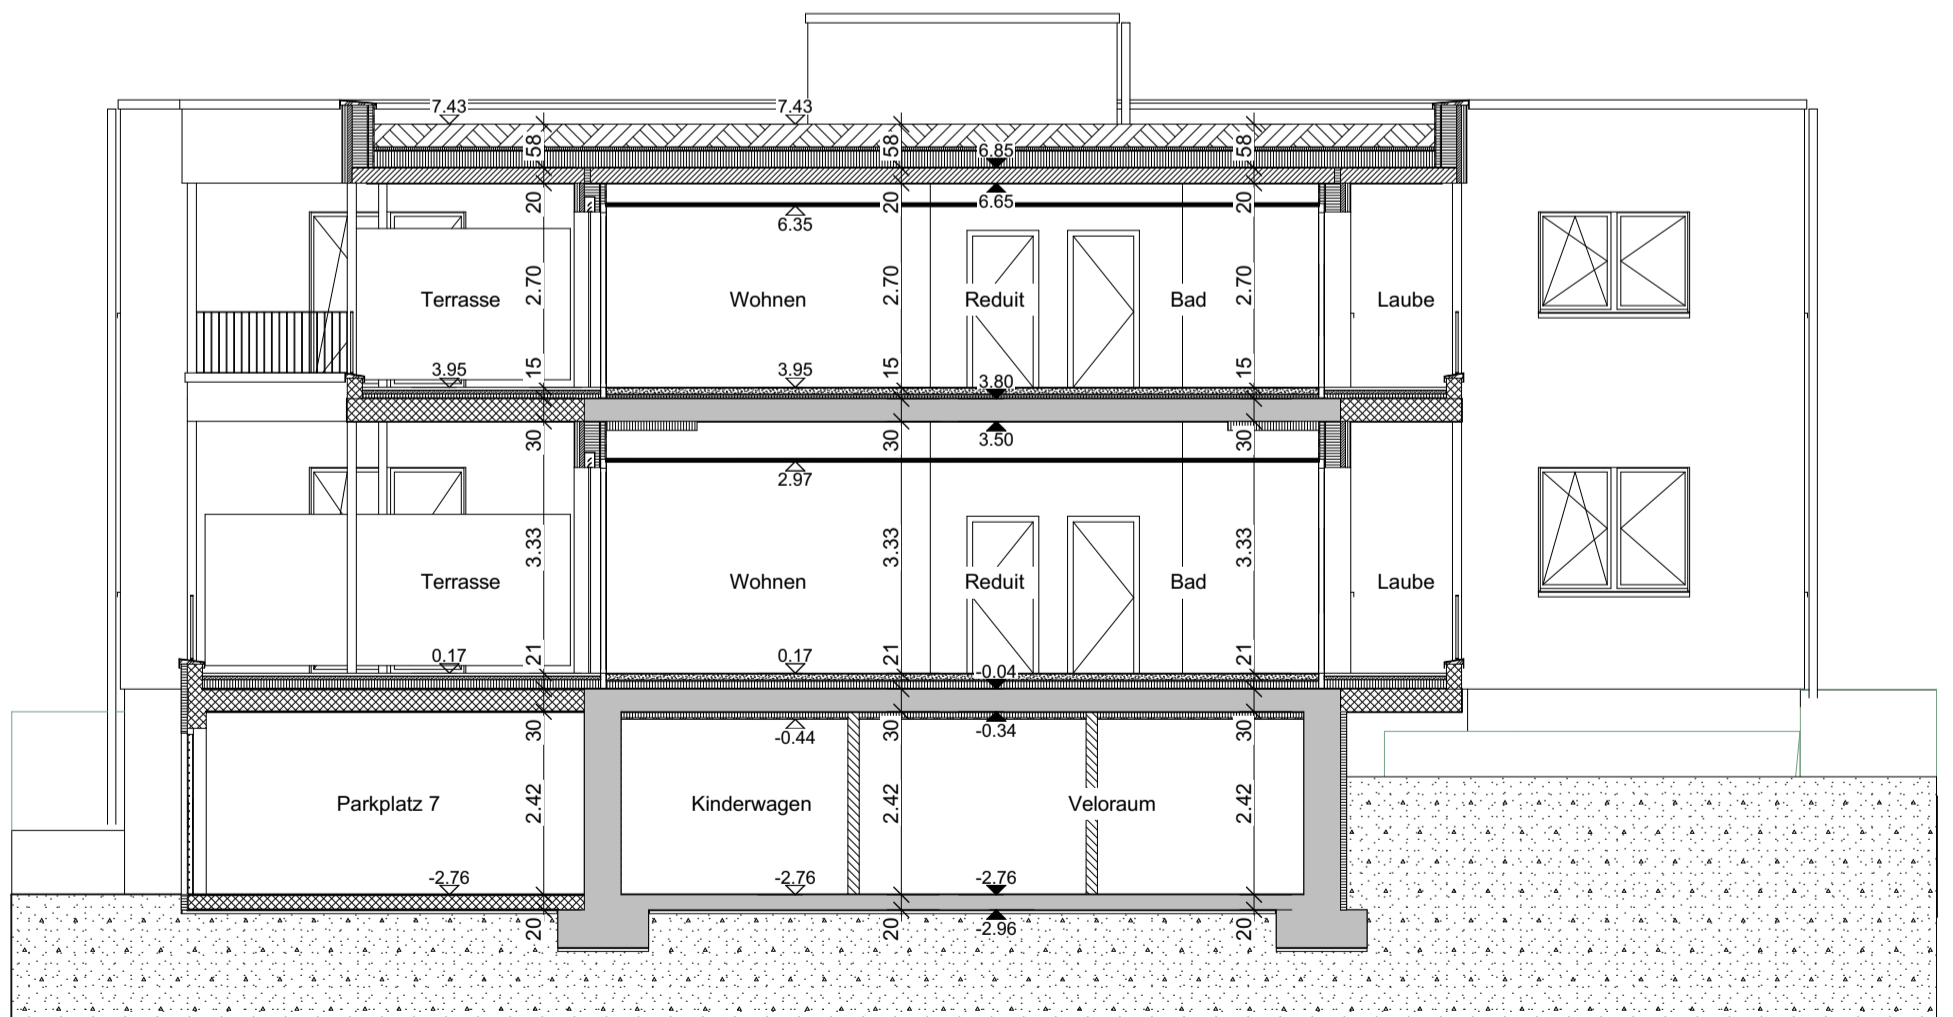 7.43 7.43
58 58 6.85 58
20 20 6.65 20
6.35
2.70 2.70 2.70
Terrasse Wohnen Reduit Bad Laube
15 15 15
3.95 3.95 3.80
30 30 3.50 30
2.97
3.33 3.33 3.33
Terrasse Wohnen Reduit Bad Laube
21 21 21
0.17 0.17 -0.04
30 -0.44 30 -0.34 30
2.42 2.42 2.42
Parkplatz 7 Kinderwagen Veloraum
-2.76 -2.76 -2.76
20 20 -2.96 20